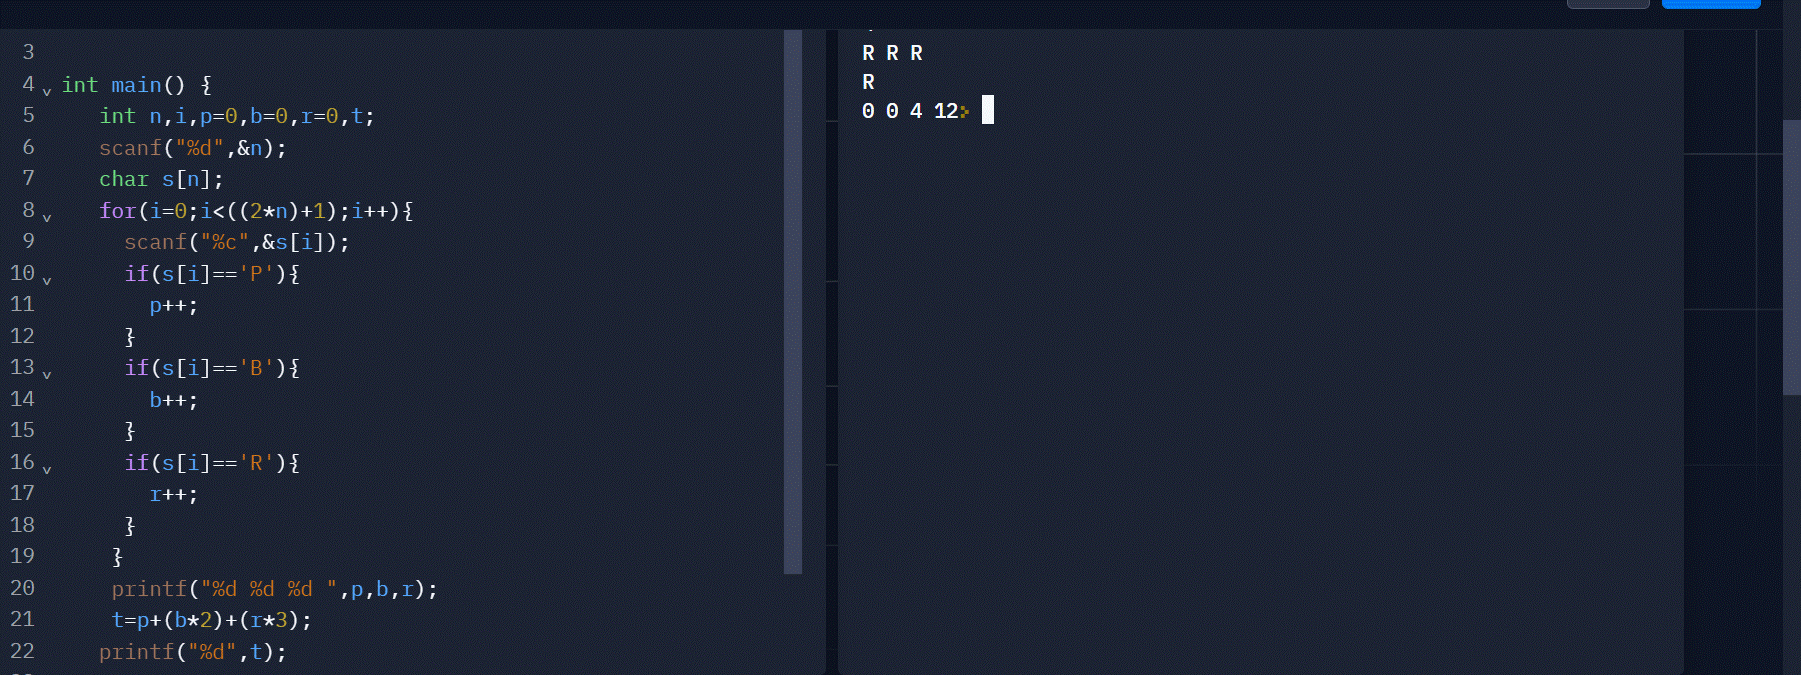 3
4 int main() {
5 int n,i,p=0,b=0,r=0,t;
6 scanf("%d",&n);
7 char s[n];
8 for(i=0;i<((2*n)+1);i++){
9 scanf("%c",&s[i]);
10 if(s[i]=='P'){
11 p++;
12 }
13 if(s[i]=='B'){
14 b++;
15 }
16 if(s[i]=='R'){
17 r++;
18 }
19 }
20 printf("%d %d %d ",p,b,r);
21 t=p+(b*2)+(r*3);
22 printf("%d",t);
R R R
R
0 0 4 12